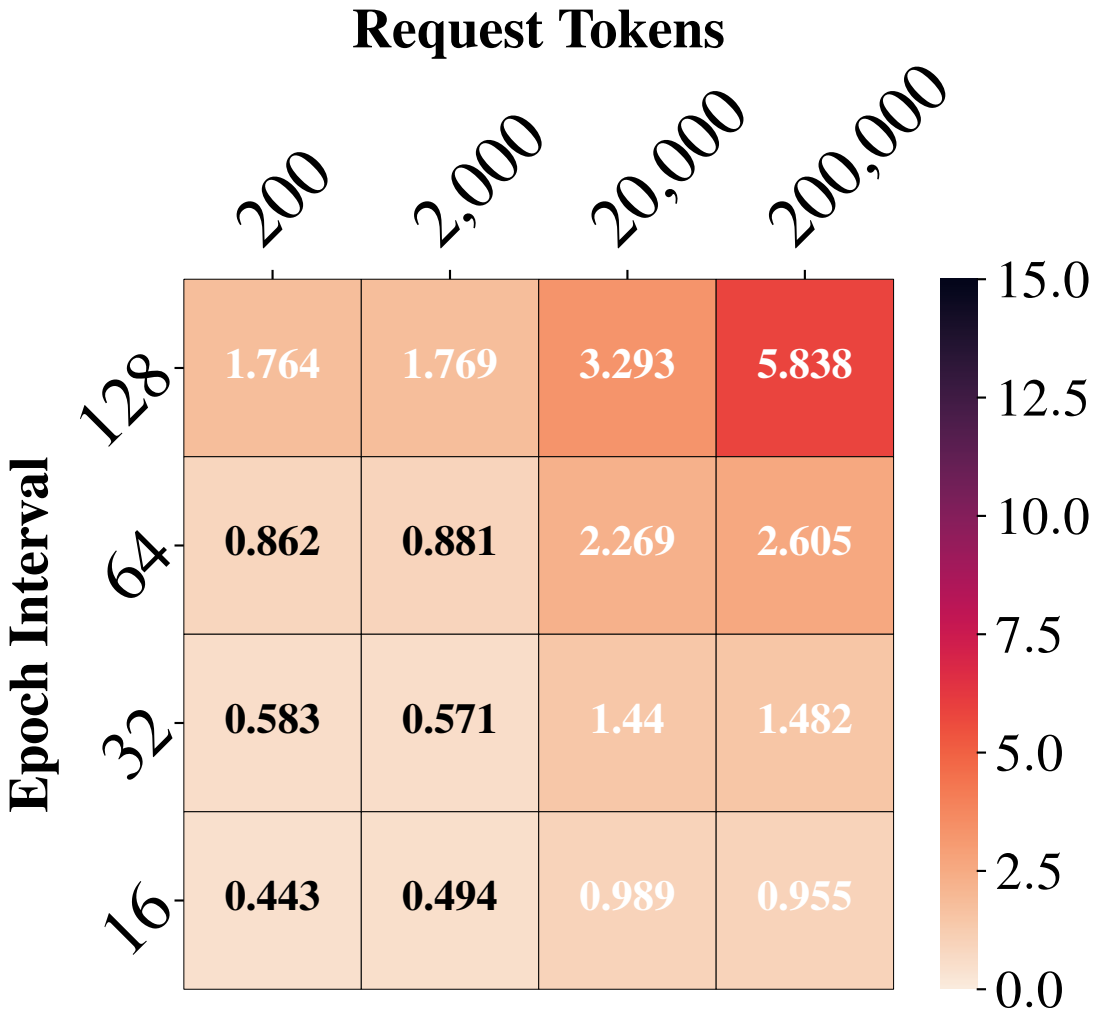 Request Tokens
200 2,000 20,000 200,000
Epoch Interval
128 1.764 1.769 3.293 5.838
64 0.862 0.881 2.269 2.605
32 0.583 0.571 1.44 1.482
16 0.443 0.494 0.989 0.955
15.0
12.5
10.0
7.5
5.0
2.5
0.0